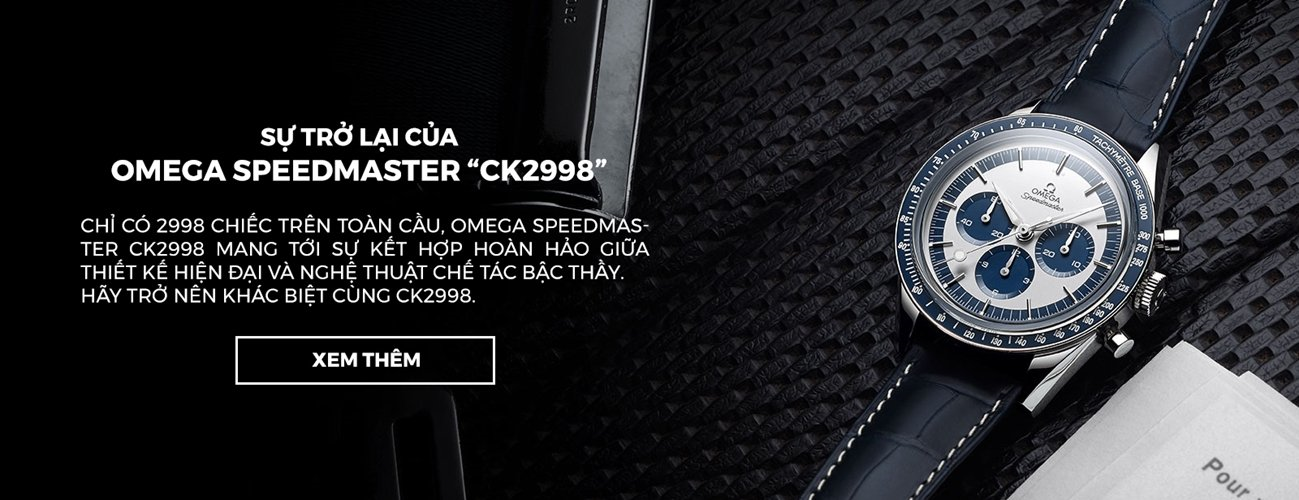 SỰ TRỞ LẠI CỦA
OMEGA SPEEDMASTER “CK2998”
CHỈ CÓ 2998 CHIẾC TRÊN TOÀN CẦU, OMEGA SPEEDMAS-
TER CK2998 MANG TỚI SỰ KẾT HỢP HOÀN HẢO GIỮA
THIẾT KẾ HIỆN ĐẠI VÀ NGHỆ THUẬT CHẾ TÁC BẬC THẦY.
HÃY TRỞ NÊN KHÁC BIỆT CÙNG CK2998.
XEM THÊM
TACHYMÈTRE BASE 1000
OMEGA
Speedmaster
Pour